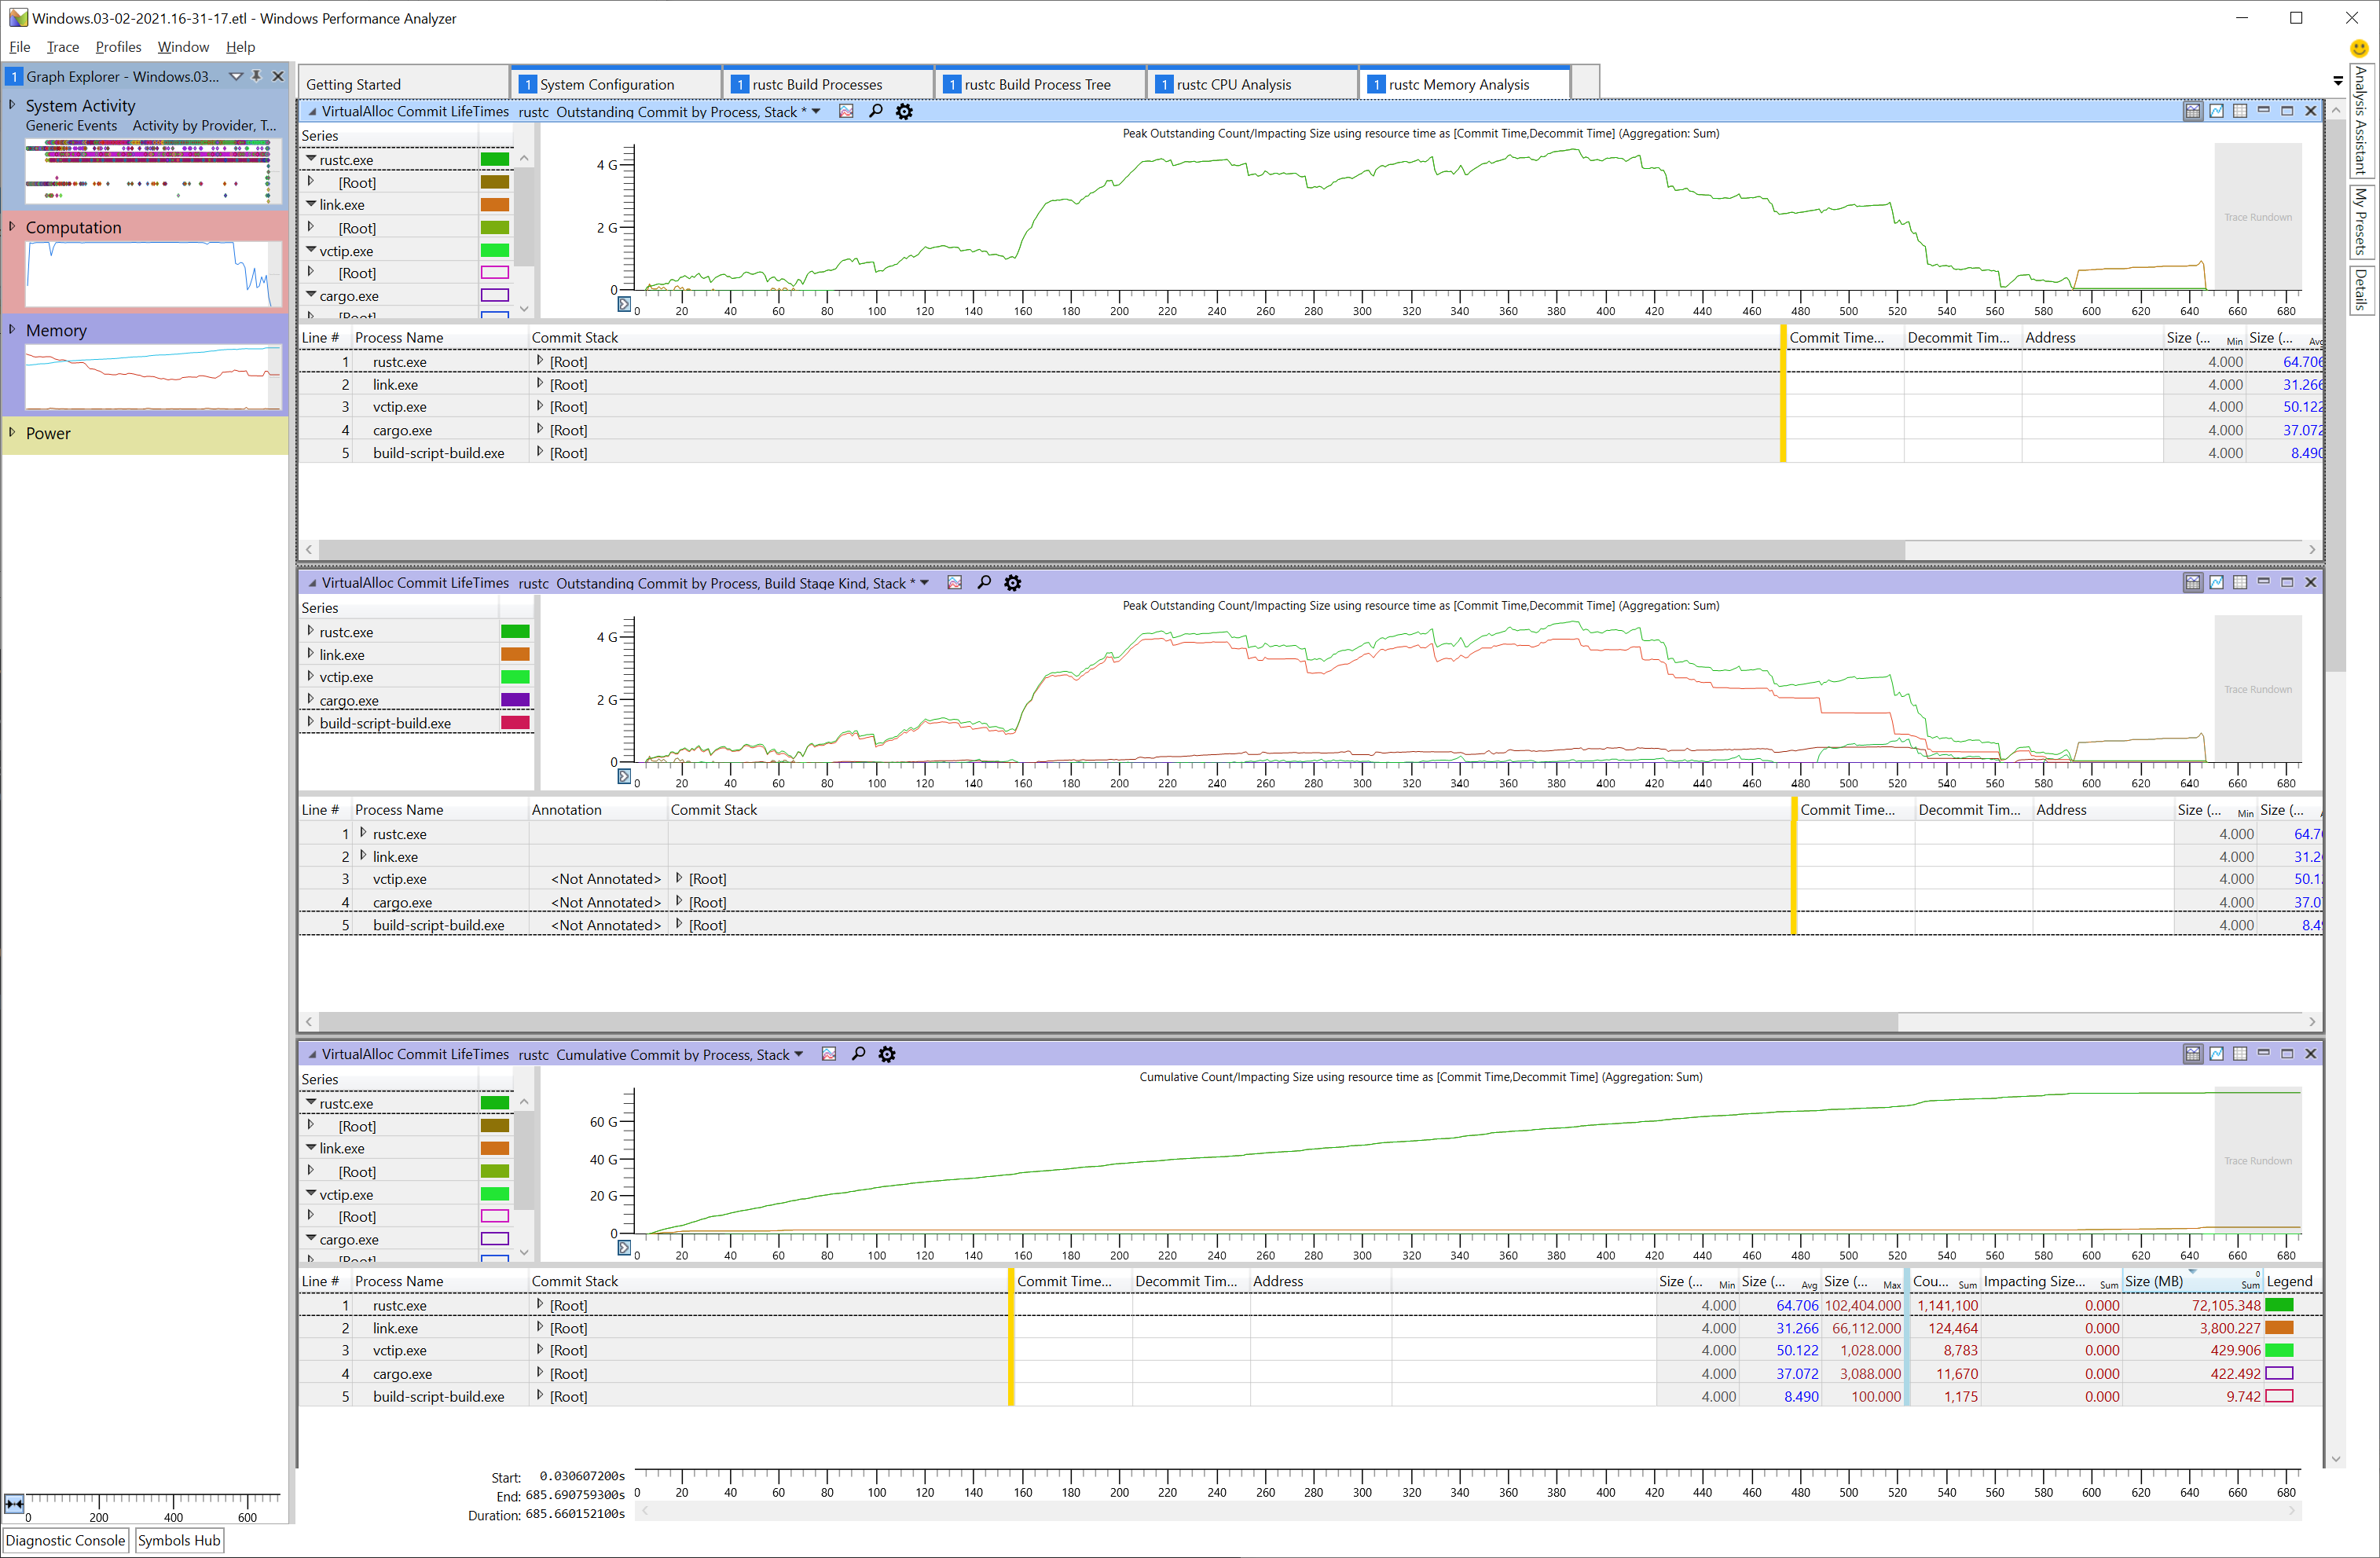 Windows.03-02-2021.16-31-17.etl - Windows Performance Analyzer
File Trace Profiles Window Help
1 Graph Explorer - Windows.03...
System Activity
Generic Events Activity by Provider, T...
Computation
Memory
Power
0 200 400 600
Diagnostic Console Symbols Hub
Getting Started 1 System Configuration 1 rustc Build Processes 1 rustc Build Process Tree 1 rustc CPU Analysis 1 rustc Memory Analysis
Analysis Assistant
My Presets
Details
VirtualAlloc Commit LifeTimes rustc Outstanding Commit by Process, Stack *
Series
rustc.exe
[Root]
link.exe
[Root]
vctip.exe
[Root]
cargo.exe
[Root]
Peak Outstanding Count/Impacting Size using resource time as [Commit Time,Decommit Time] (Aggregation: Sum)
4 G
2 G
0
Trace Rundown
0 20 40 60 80 100 120 140 160 180 200 220 240 260 280 300 320 340 360 380 400 420 440 460 480 500 520 540 560 580 600 620 640 660 680
Line # Process Name Commit Stack Commit Time... Decommit Tim... Address Size (... Min Size (... Avg
1 rustc.exe [Root] 4.000 64.706
2 link.exe [Root] 4.000 31.266
3 vctip.exe [Root] 4.000 50.122
4 cargo.exe [Root] 4.000 37.072
5 build-script-build.exe [Root] 4.000 8.490
VirtualAlloc Commit LifeTimes rustc Outstanding Commit by Process, Build Stage Kind, Stack *
Series
rustc.exe
link.exe
vctip.exe
cargo.exe
build-script-build.exe
Peak Outstanding Count/Impacting Size using resource time as [Commit Time,Decommit Time] (Aggregation: Sum)
4 G
2 G
0
Trace Rundown
0 20 40 60 80 100 120 140 160 180 200 220 240 260 280 300 320 340 360 380 400 420 440 460 480 500 520 540 560 580 600 620 640 660 680
Line # Process Name Annotation Commit Stack Commit Time... Decommit Tim... Address Size (... Min Size (...
1 rustc.exe 4.000 64.7
2 link.exe 4.000 31.2
3 vctip.exe <Not Annotated> [Root] 4.000 50.1
4 cargo.exe <Not Annotated> [Root] 4.000 37.0
5 build-script-build.exe <Not Annotated> [Root] 4.000 8.4
VirtualAlloc Commit LifeTimes rustc Cumulative Commit by Process, Stack
Series
rustc.exe
[Root]
link.exe
[Root]
vctip.exe
[Root]
cargo.exe
[Root]
Cumulative Count/Impacting Size using resource time as [Commit Time,Decommit Time] (Aggregation: Sum)
60 G
40 G
20 G
0
Trace Rundown
0 20 40 60 80 100 120 140 160 180 200 220 240 260 280 300 320 340 360 380 400 420 440 460 480 500 520 540 560 580 600 620 640 660 680
Line # Process Name Commit Stack Commit Time... Decommit Tim... Address Size (... Min Size (... Avg Size (... Max Cou... Sum Impacting Size... Sum Size (MB) 0 Sum Legend
1 rustc.exe [Root] 4.000 64.706 102,404.000 1,141,100 0.000 72,105.348
2 link.exe [Root] 4.000 31.266 66,112.000 124,464 0.000 3,800.227
3 vctip.exe [Root] 4.000 50.122 1,028.000 8,783 0.000 429.906
4 cargo.exe [Root] 4.000 37.072 3,088.000 11,670 0.000 422.492
5 build-script-build.exe [Root] 4.000 8.490 100.000 1,175 0.000 9.742
Start: 0.030607200s
End: 685.690759300s
Duration: 685.660152100s
0 20 40 60 80 100 120 140 160 180 200 220 240 260 280 300 320 340 360 380 400 420 440 460 480 500 520 540 560 580 600 620 640 660 680